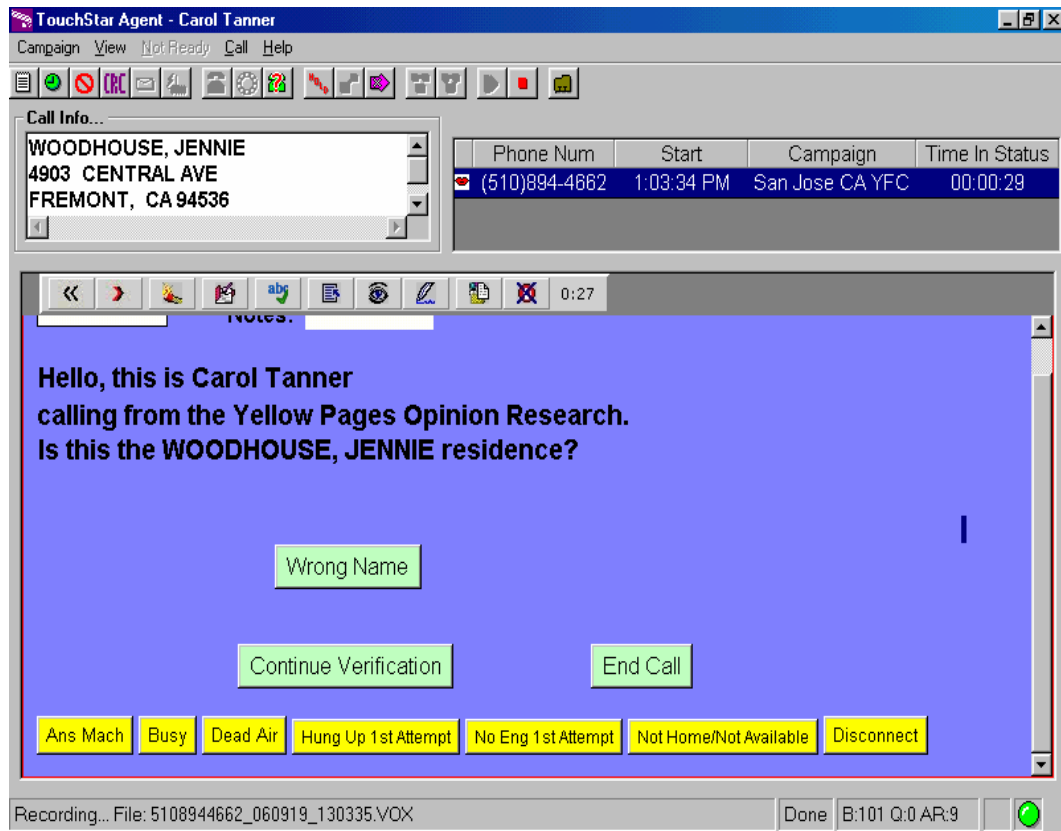 TouchStar Agent - Carol Tanner
Campaign View Not Ready Call Help
CRC
Call Info...
WOODHOUSE, JENNIE
4903 CENTRAL AVE
FREMONT, CA 94536
Phone Num Start Campaign Time In Status
(510)894-4662 1:03:34 PM San Jose CA YFC 00:00:29
abc 0:27
Notes:
Hello, this is Carol Tanner
calling from the Yellow Pages Opinion Research.
Is this the WOODHOUSE, JENNIE residence?
Wrong Name
Continue Verification End Call
Ans Mach Busy Dead Air Hung Up 1st Attempt No Eng 1st Attempt Not Home/Not Available Disconnect
Recording... File: 5108944662_060919_130335.VOX Done B:101 Q:0 AR:9